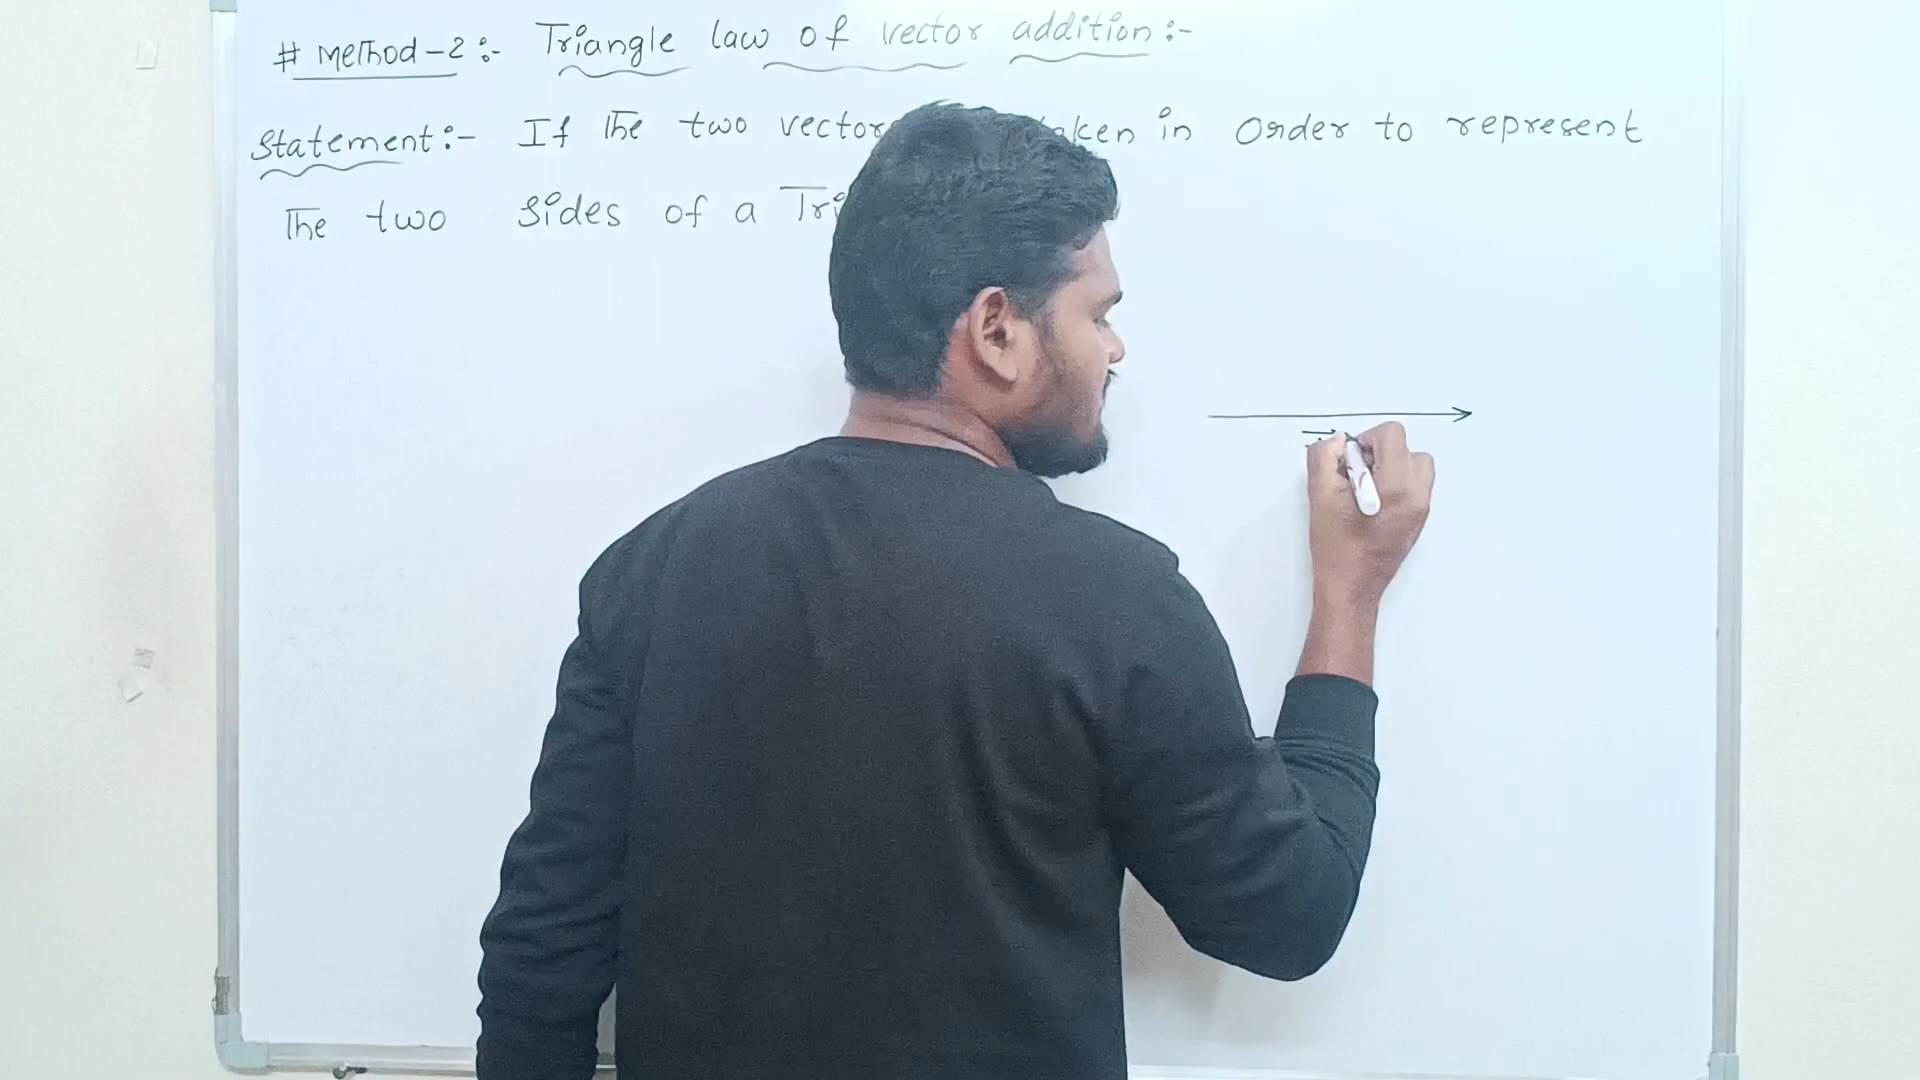 # Method-2:- Triangle law of vector addition:-
Statement:- If the two vector in order to represent
The two sides of a